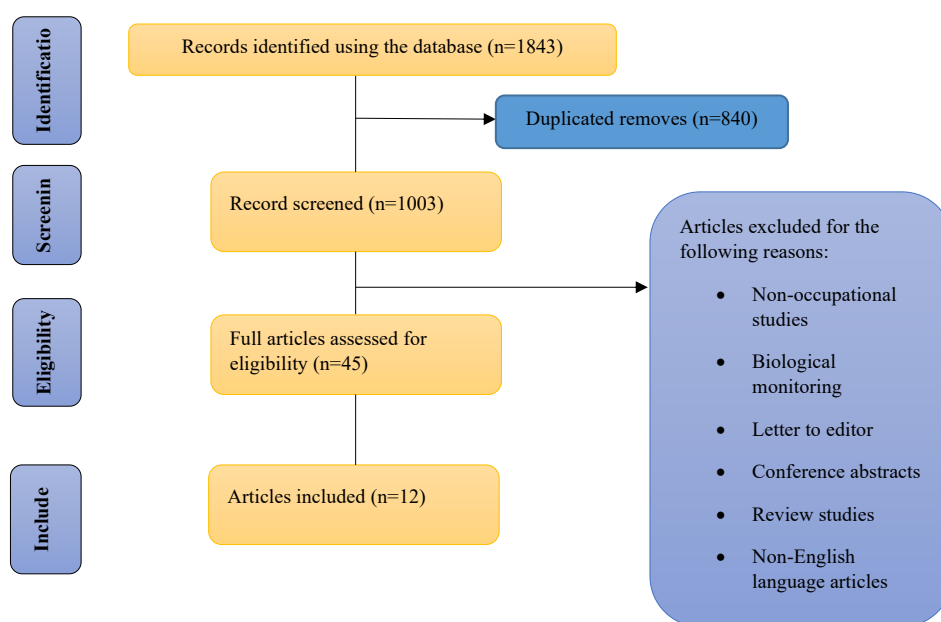 Identificatio
Records identified using the database (n=1843)
Duplicated removes (n=840)
Screenin
Record screened (n=1003)
Articles excluded for the
following reasons:
• Non-occupational
studies
• Biological
monitoring
• Letter to editor
• Conference abstracts
• Review studies
• Non-English
language articles
Eligibility
Full articles assessed for
eligibility (n=45)
Include
Articles included (n=12)